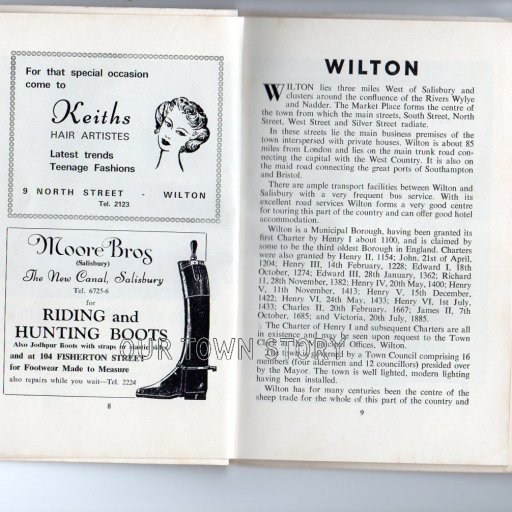 For that special occasion
come to
Keiths
HAIR ARTISTES
Latest trends
Teenage Fashions
9 NORTH STREET - WILTON
Tel. 2123
Moore Bros
(Salisbury)
The New Canal, Salisbury
Tel. 6725-6
for
RIDING and
HUNTING BOOTS
Also Jodhpur Boots with straps or elastic sides
and at 104 FISHERTON STREET
for Footwear Made to Measure
also repairs while you wait—Tel. 2224
8
WILTON
WILTON lies three miles West of Salisbury and
clusters around the confluence of the Rivers Wylye
and Nadder. The Market Place forms the centre of
the town from which the main streets, South Street, North
Street, West Street and Silver Street radiate.
In these streets lie the main business premises of the
town interspersed with private houses. Wilton is about 85
miles from London and lies on the main trunk road con-
necting the capital with the West Country. It is also on
the maid road connecting the great ports of Southampton
and Bristol.
There are ample transport facilities between Wilton and
Salisbury with a very frequent bus service. With its
excellent road services Wilton forms a very good centre
for touring this part of the country and can offer good hotel
accommodation.
Wilton is a Municipal Borough, having been granted its
first Charter by Henry I about 1100, and is claimed by
some to be the third oldest Borough in England. Charters
were also granted by Henry II, 1154; John, 21st of April,
1204; Henry III, 14th February, 1228; Edward I, 18th
October, 1274; Edward III, 28th January, 1362; Richard
11, 28th November, 1382; Henry IV, 20th May, 1400; Henry
V, 11th November, 1413; Henry V, 15th December,
1422; Henry VI, 24th May, 1433; Henry VI, 1st July,
1433; Charles II, 20th February, 1667; James II, 7th
October, 1685; and Victoria, 20th July, 1885.
The Charter of Henry I and subsequent Charters are all
in existence and may be seen upon request to the Town
Offices, Wilton.
by a Town Council comprising 16
members (four aldermen and 12 councillors) presided over
by the Mayor. The town is well lighted, modern lighting
having been installed.
Wilton has for many centuries been the centre of the
sheep trade for the whole of this part of the country and
9
OUR TOWN STORY